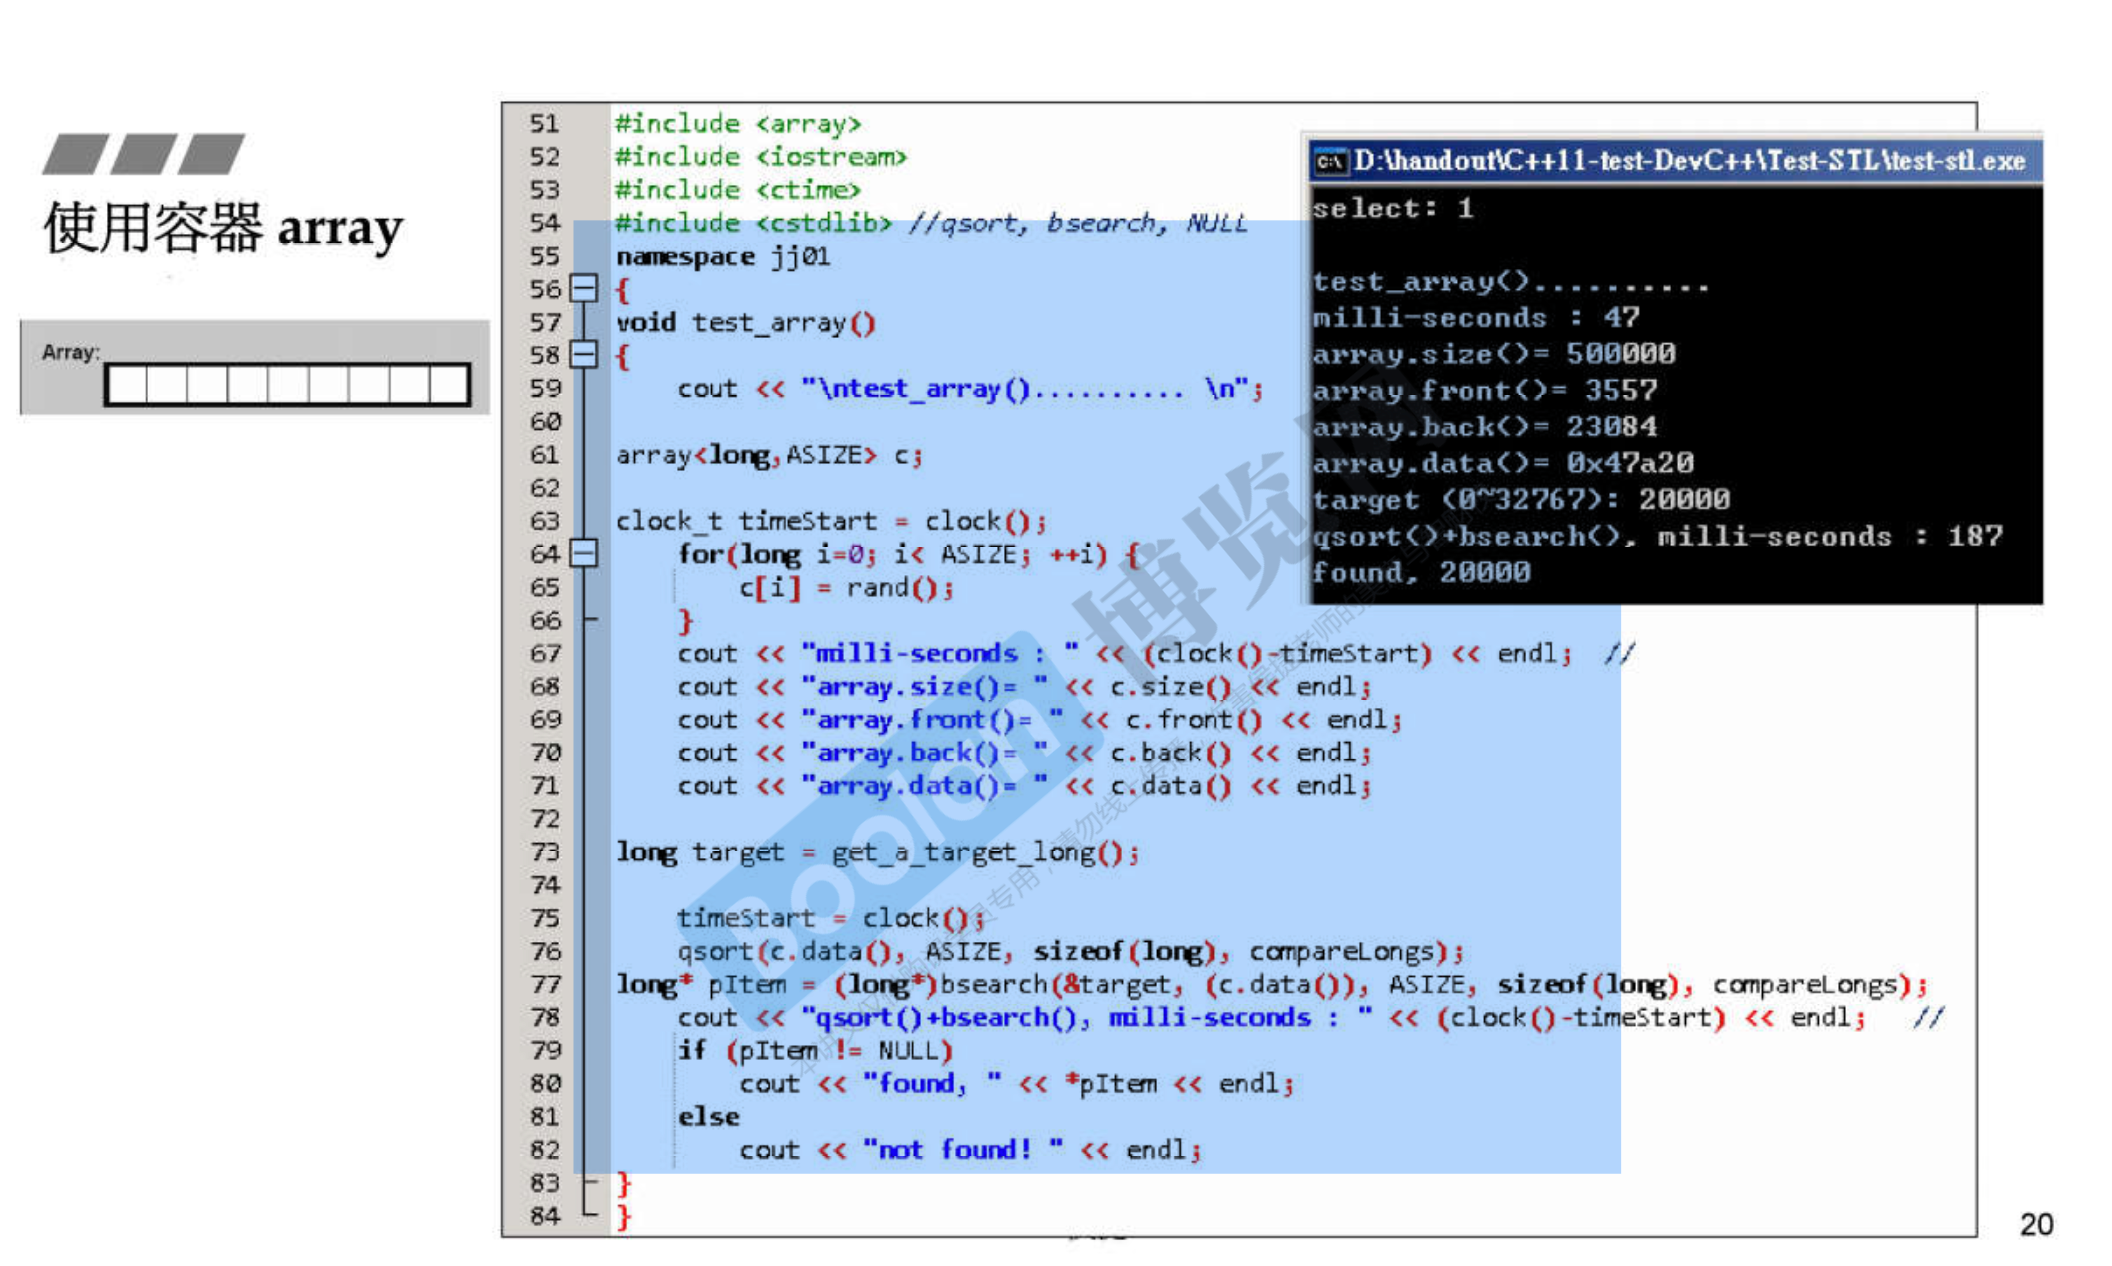 使用容器 array
Array:
51 #include <array>
52 #include <iostream>
53 #include <ctime>
54 #include <cstdlib> //qsort, bsearch, NULL
55 namespace jj01
56 {
57 void test_array()
58 {
59 cout << "\ntest_array().......... \n";
60
61 array<long,ASIZE> c;
62
63 clock_t timeStart = clock();
64 for(long i=0; i< ASIZE; ++i) {
65 c[i] = rand();
66 }
67 cout << "milli-seconds : " << (clock()-timeStart) << endl; //
68 cout << "array.size()= " << c.size() << endl;
69 cout << "array.front()= " << c.front() << endl;
70 cout << "array.back()= " << c.back() << endl;
71 cout << "array.data()= " << c.data() << endl;
72
73 long target = get_a_target_long();
74
75 timeStart = clock();
76 qsort(c.data(), ASIZE, sizeof(long), compareLongs);
77 long* pItem = (long*)bsearch(&target, (c.data()), ASIZE, sizeof(long), compareLongs);
78 cout << "qsort()+bsearch(), milli-seconds : " << (clock()-timeStart) << endl; //
79 if (pItem != NULL)
80 cout << "found, " << *pItem << endl;
81 else
82 cout << "not found! " << endl;
83 }
84 }
D:\handout\C++11-test-DevC++\Test-STL\test-stl.exe
select: 1
test_array()..........
milli-seconds : 47
array.size()= 500000
array.front()= 3557
array.back()= 23084
array.data()= 0x47a20
target (0~32767): 20000
qsort()+bsearch(), milli-seconds : 187
found, 20000
Boolan 博览网
20